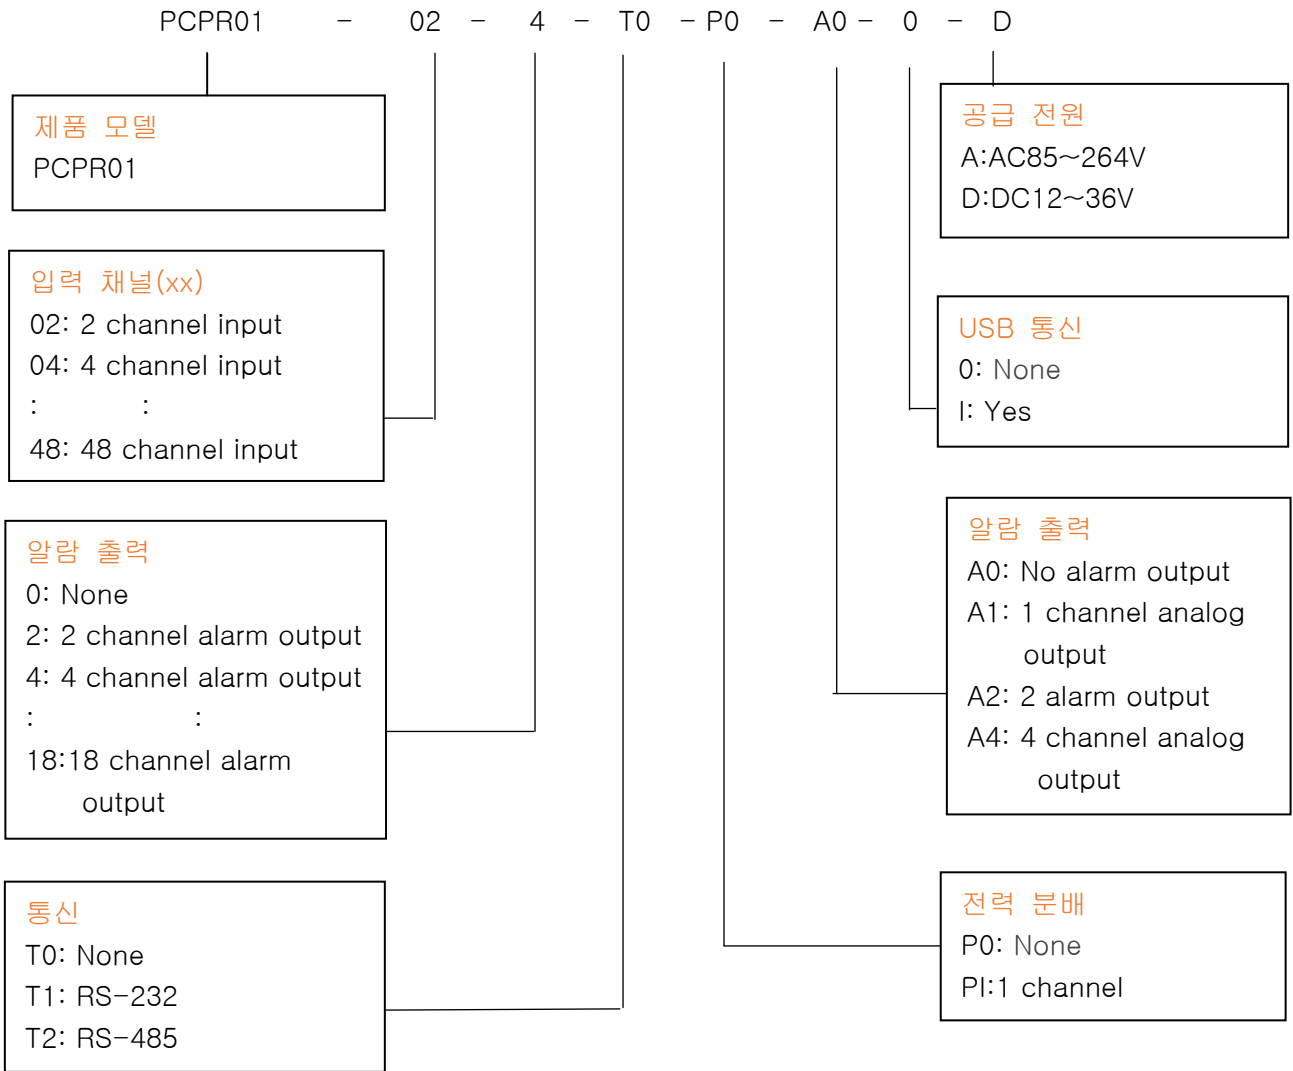 PCPR01 - 02 - 4 - T0 - P0 - A0 - 0 - D
제품 모델
PCPR01
입력 채널(xx)
02: 2 channel input
04: 4 channel input
: :
48: 48 channel input
알람 출력
0: None
2: 2 channel alarm output
4: 4 channel alarm output
: :
18:18 channel alarm
output
통신
T0: None
T1: RS-232
T2: RS-485
공급 전원
A:AC85~264V
D:DC12~36V
USB 통신
0: None
I: Yes
알람 출력
A0: No alarm output
A1: 1 channel analog
output
A2: 2 alarm output
A4: 4 channel analog
output
전력 분배
P0: None
PI:1 channel